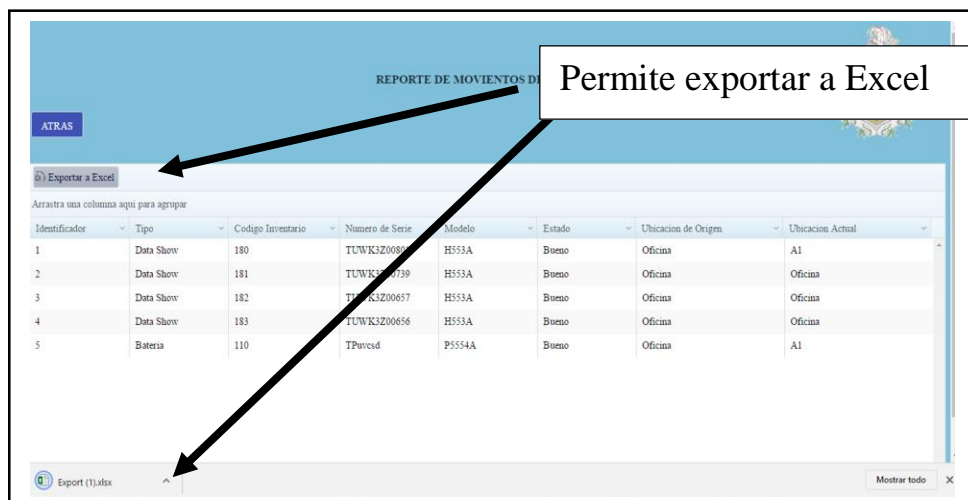 REPORTE DE MOVIENTOS
Permite exportar a Excel
ATRAS
Exportar a Excel
Arrastra una columna aqui para agrupar
Identificador Tipo Codigo Inventario Numero de Serie Modelo Estado Ubicacion de Origen Ubicacion Actual
1 Data Show 180 H553A Bueno Oficina A1
2 Data Show 181 H553A Bueno Oficina Oficina
3 Data Show 182 H553A Bueno Oficina Oficina
4 Data Show 183 TUWK3Z00656 H553A Bueno Oficina Oficina
5 Bateria 110 TPuvcsd P5554A Bueno Oficina A1
Export (1).xlsx Mostrar todo